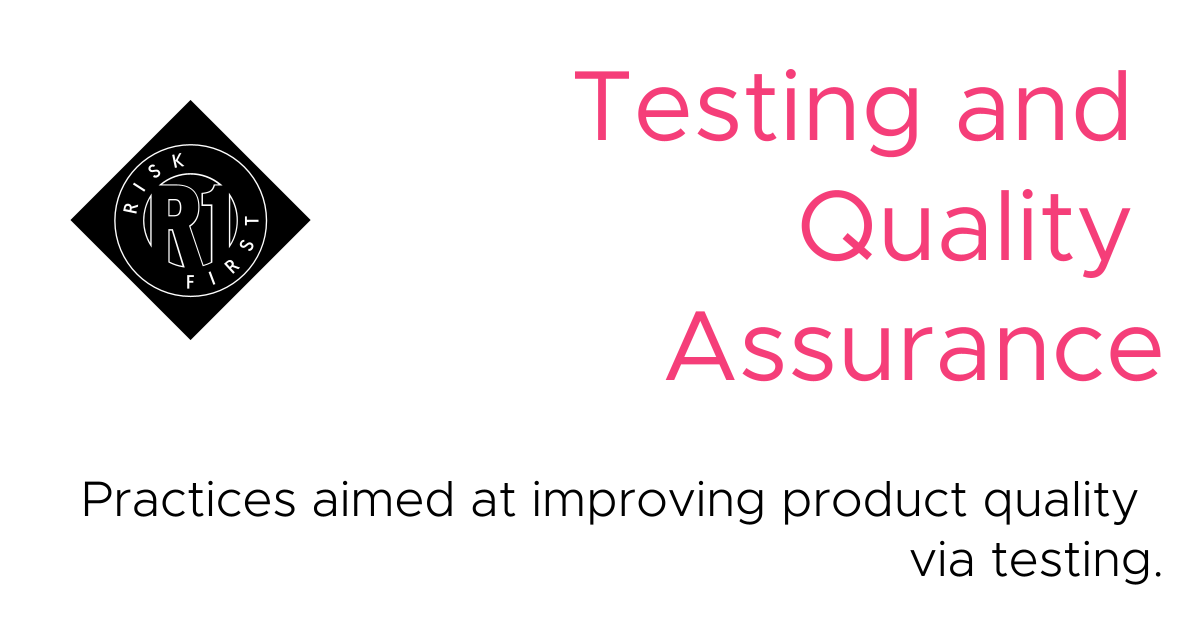 RISK
FIRST
R1
Testing and
Quality
Assurance
Practices aimed at improving product quality
via testing.